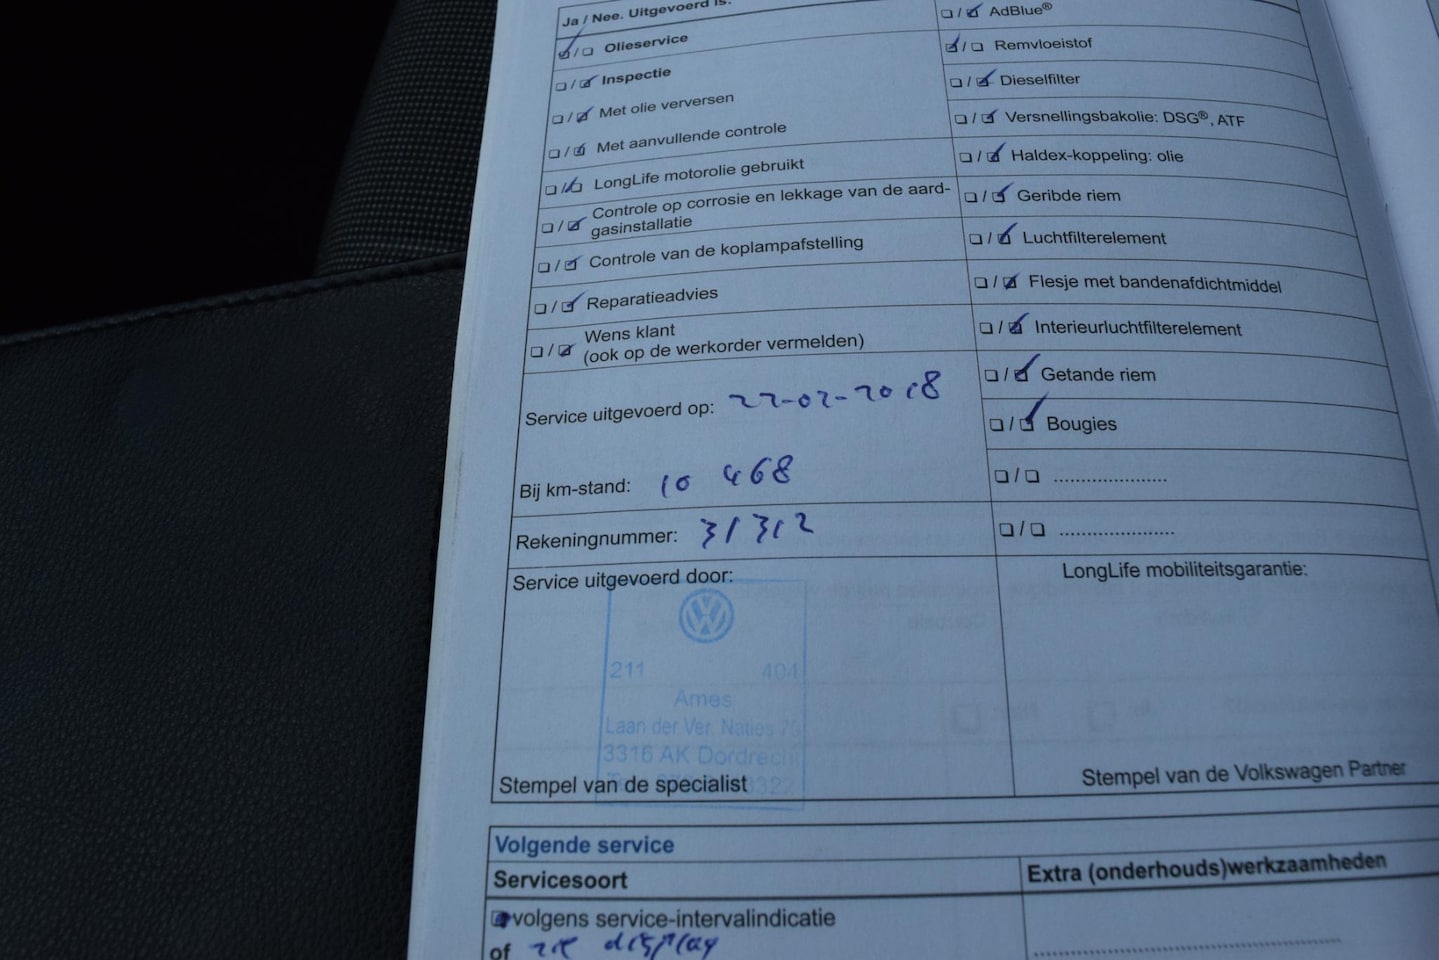 Ja / Nee. Uitgevoerd is:
Olieservice
Inspectie
Met olie verversen
Met aanvullende controle
LongLife motorolie gebruikt
Controle op corrosie en lekkage van de aard-
gasinstallatie
Controle van de koplampafstelling
Reparatieadvies
Wens klant
(ook op de werkorder vermelden)
Service uitgevoerd op: 22-02-2018
Bij km-stand: 10 468
Rekeningnummer: 31312
AdBlue®
Remvloeistof
Dieselfilter
Versnellingsbakolie: DSG®, ATF
Haldex-koppeling: olie
Geribde riem
Luchtfilterelement
Flesje met bandenafdichtmiddel
Interieurluchtfilterelement
Getande riem
Bougies
Service uitgevoerd door:
211 404
Ames
Laan der Ver. Naties
3316 AK Dordrecht
Stempel van de specialist
LongLife mobiliteitsgarantie:
Stempel van de Volkswagen Partner
Volgende service
Servicesoort
volgens service-intervalindicatie
of zie display
Extra (onderhouds)werkzaamheden